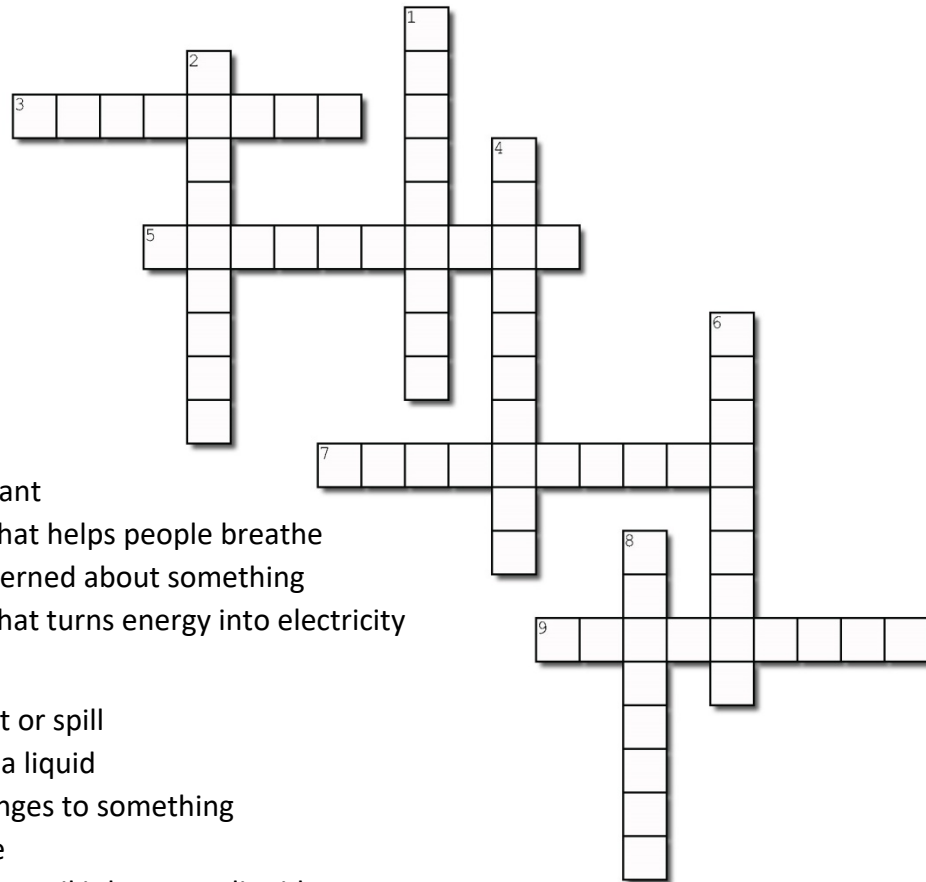 1
2
3
4
5
6
7
ant
hat helps people breathe
8
erned about something
hat turns energy into electricity
9
t or spill
a liquid
nges to something